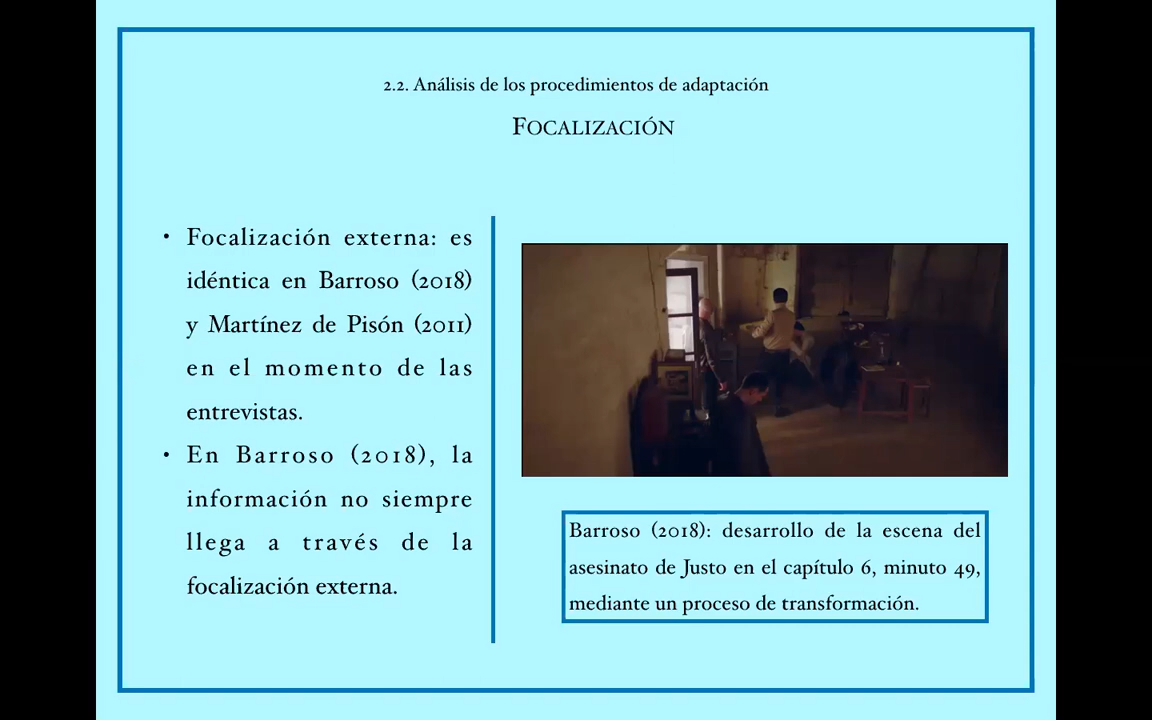 2.2. Análisis de los procedimientos de adaptación
FOCALIZACIÓN
• Focalización externa: es
idéntica en Barroso (2018)
y Martínez de Pisón (2011)
en el momento de las
entrevistas.
• En Barroso (2018), la
información no siempre
llega a través de la
focalización externa.
Barroso (2018): desarrollo de la escena del
asesinato de Justo en el capítulo 6, minuto 49,
mediante un proceso de transformación.